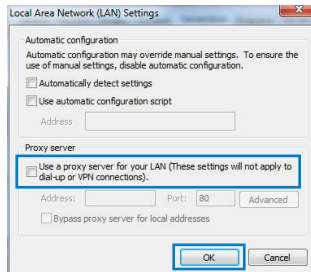 Local Area Network (LAN) Settings
Automatic configuration
Automatic configuration may override manual settings. To ensure the
use of manual settings, disable automatic configuration.
Automatically detect settings
Use automatic configuration script
Address
Proxy server
Use a proxy server for your LAN (These settings will not apply to
dial-up or VPN connections).
Address: Port: 80 Advanced
Bypass proxy server for local addresses
OK Cancel